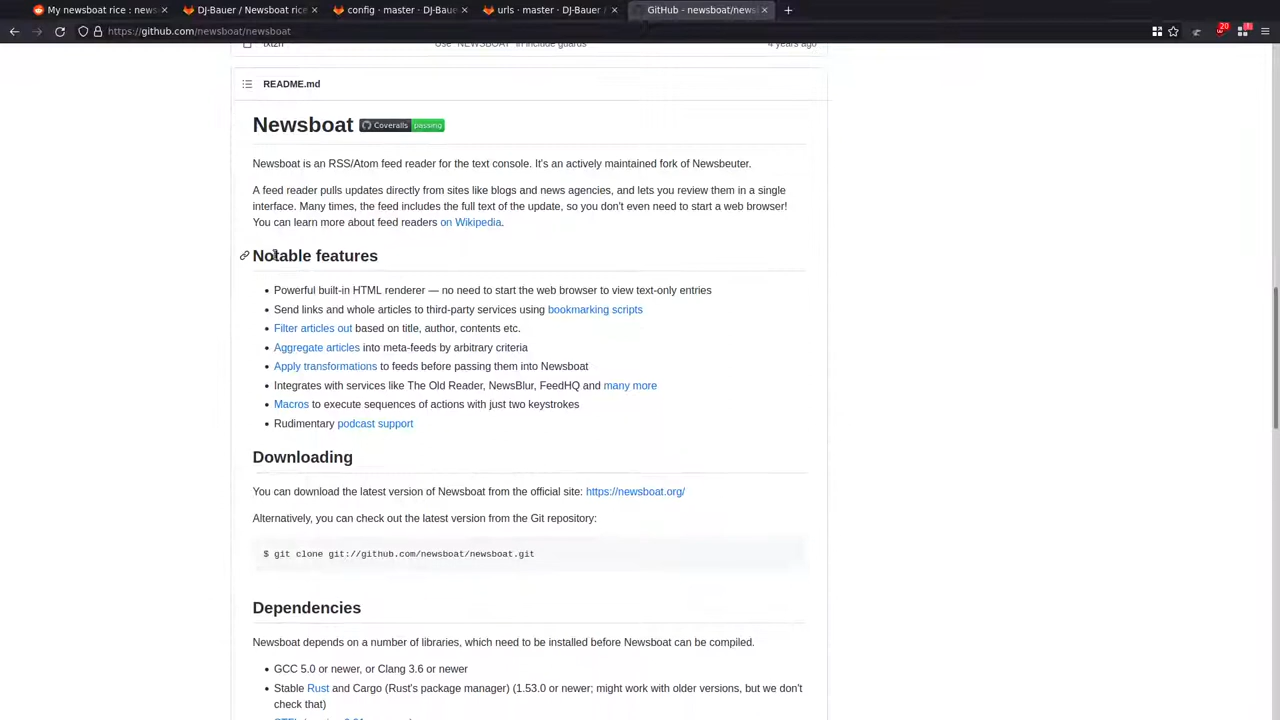 My newsboat rice : news
DJ-Bauer / Newsboat rice
config · master · DJ-Baue
urls · master · DJ-Bauer /
GitHub - newsboat/news
https://github.com/newsboat/newsboat
20
Use "NEWSBOAT" in include guards
4 years ago
README.md
Newsboat Coveralls passing
Newsboat is an RSS/Atom feed reader for the text console. It's an actively maintained fork of Newsbeuter.
A feed reader pulls updates directly from sites like blogs and news agencies, and lets you review them in a single
interface. Many times, the feed includes the full text of the update, so you don't even need to start a web browser!
You can learn more about feed readers on Wikipedia.
Notable features
• Powerful built-in HTML renderer — no need to start the web browser to view text-only entries
• Send links and whole articles to third-party services using bookmarking scripts
• Filter articles out based on title, author, contents etc.
• Aggregate articles into meta-feeds by arbitrary criteria
• Apply transformations to feeds before passing them into Newsboat
• Integrates with services like The Old Reader, NewsBlur, FeedHQ and many more
• Macros to execute sequences of actions with just two keystrokes
• Rudimentary podcast support
Downloading
You can download the latest version of Newsboat from the official site: https://newsboat.org/
Alternatively, you can check out the latest version from the Git repository:
$ git clone git://github.com/newsboat/newsboat.git
Dependencies
Newsboat depends on a number of libraries, which need to be installed before Newsboat can be compiled.
• GCC 5.0 or newer, or Clang 3.6 or newer
• Stable Rust and Cargo (Rust's package manager) (1.53.0 or newer; might work with older versions, but we don't
check that)